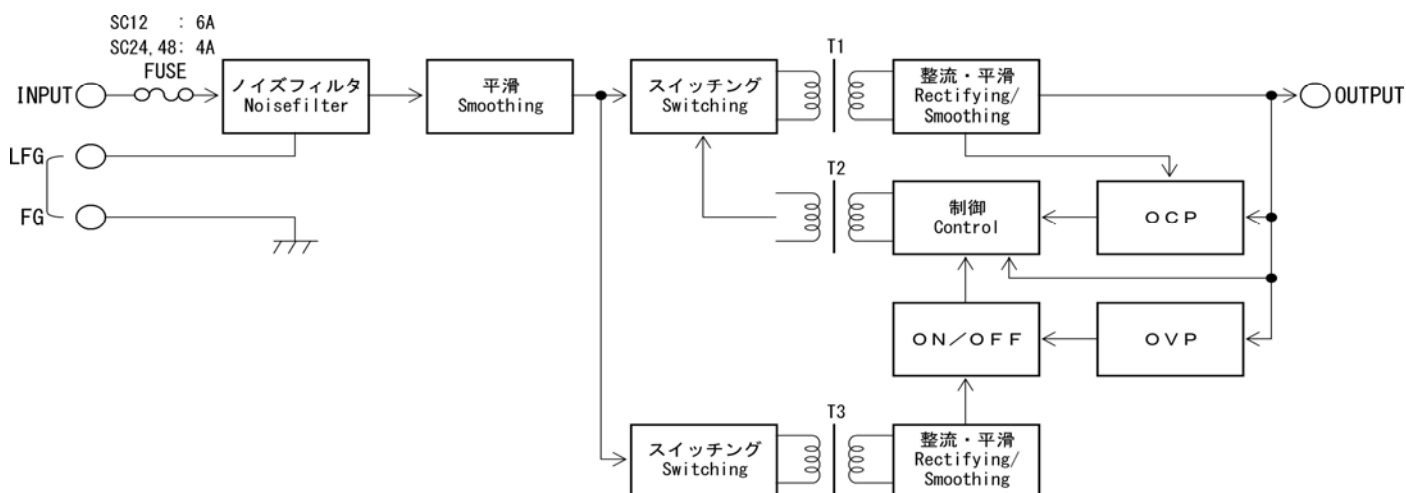 SC12 : 6A
SC24,48: 4A
FUSE
INPUT
ノイズフィルタ
Noisefilter
平滑
Smoothing
スイッチング
Switching
T1
整流・平滑
Rectifying/
Smoothing
OUTPUT
LFG
FG
T2
制御
Control
ＯＣＰ
ＯＮ／ＯＦＦ
ＯＶＰ
スイッチング
Switching
T3
整流・平滑
Rectifying/
Smoothing